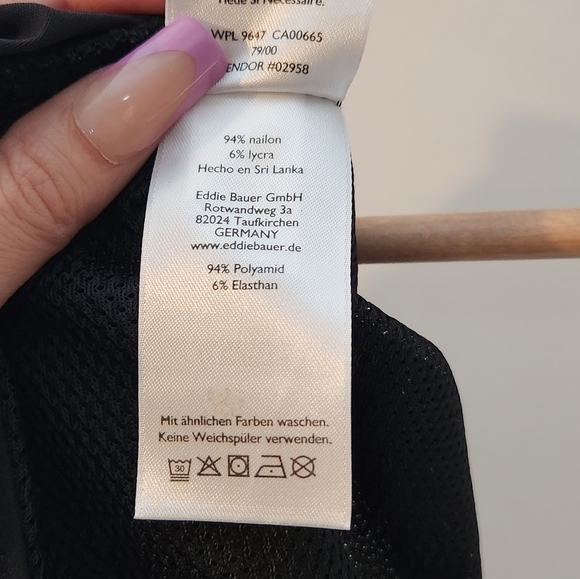 Si Nécessaire.
WPL 9647 CA00665
79/00
ENDOR #02958
94% nailon
6% lycra
Hecho en Sri Lanka
Eddie Bauer GmbH
Rotwandweg 3a
82024 Taufkirchen
GERMANY
www.eddiebauer.de
94% Polyamid
6% Elasthan
Mit ähnlichen Farben waschen.
Keine Weichspüler verwenden.
30